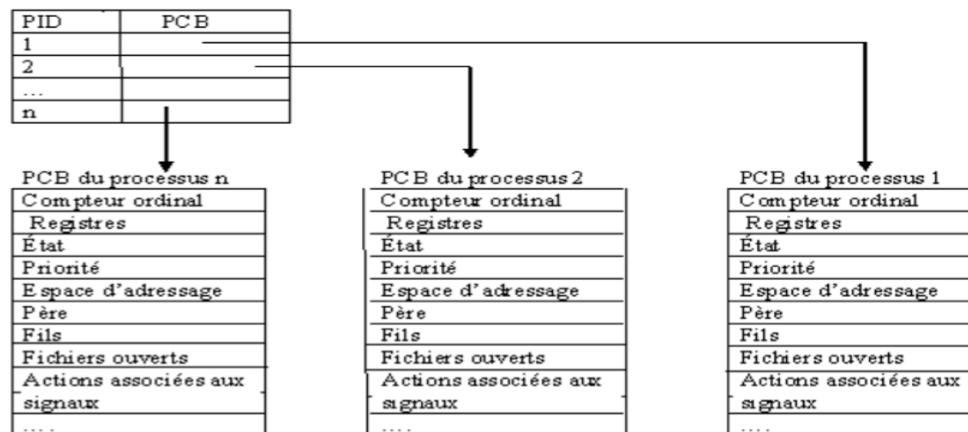 PID PCB
1
2
...
n
PCB du processus n
Compteur ordinal
Registres
État
Priorité
Espace d'adressage
Père
Fils
Fichiers ouverts
Actions associées aux
signaux
....
PCB du processus 2
Compteur ordinal
Registres
État
Priorité
Espace d'adressage
Père
Fils
Fichiers ouverts
Actions associées aux
signaux
....
PCB du processus 1
Compteur ordinal
Registres
État
Priorité
Espace d'adressage
Père
Fils
Fichiers ouverts
Actions associées aux
signaux
....